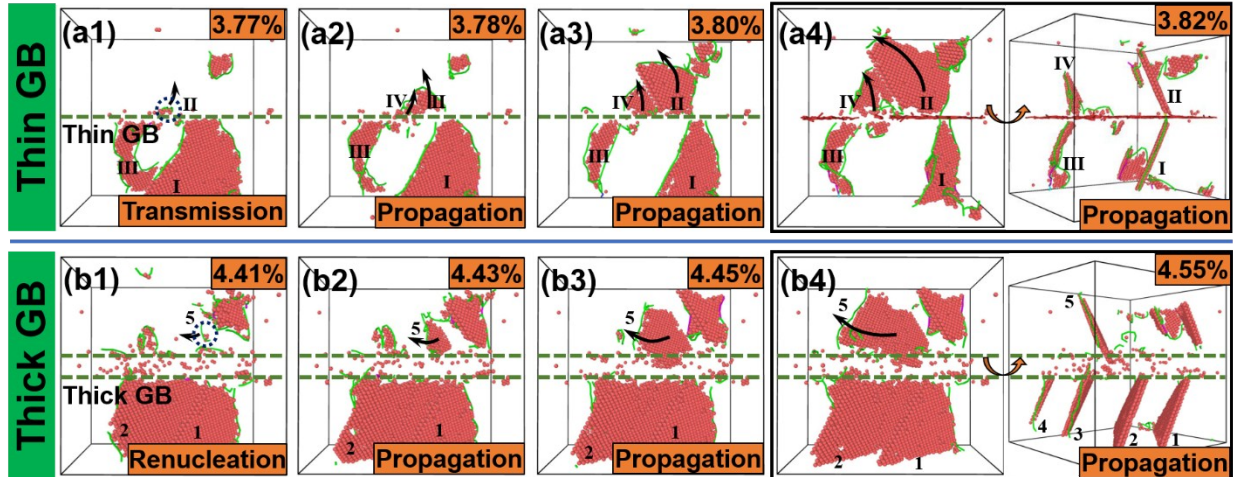 Thin GB
(a1)
3.77%
II
Thin GB
III
I
Transmission
(a2)
3.78%
IV
III
III
I
Propagation
(a3)
3.80%
IV
II
III
I
Propagation
(a4)
3.82%
IV
II
III
I
IV
II
III
I
Propagation
Thick GB
(b1)
4.41%
5
Thick GB
2
1
Renucleation
(b2)
4.43%
5
2
1
Propagation
(b3)
4.45%
5
2
1
Propagation
(b4)
4.55%
5
2
1
5
4
3
2
1
Propagation